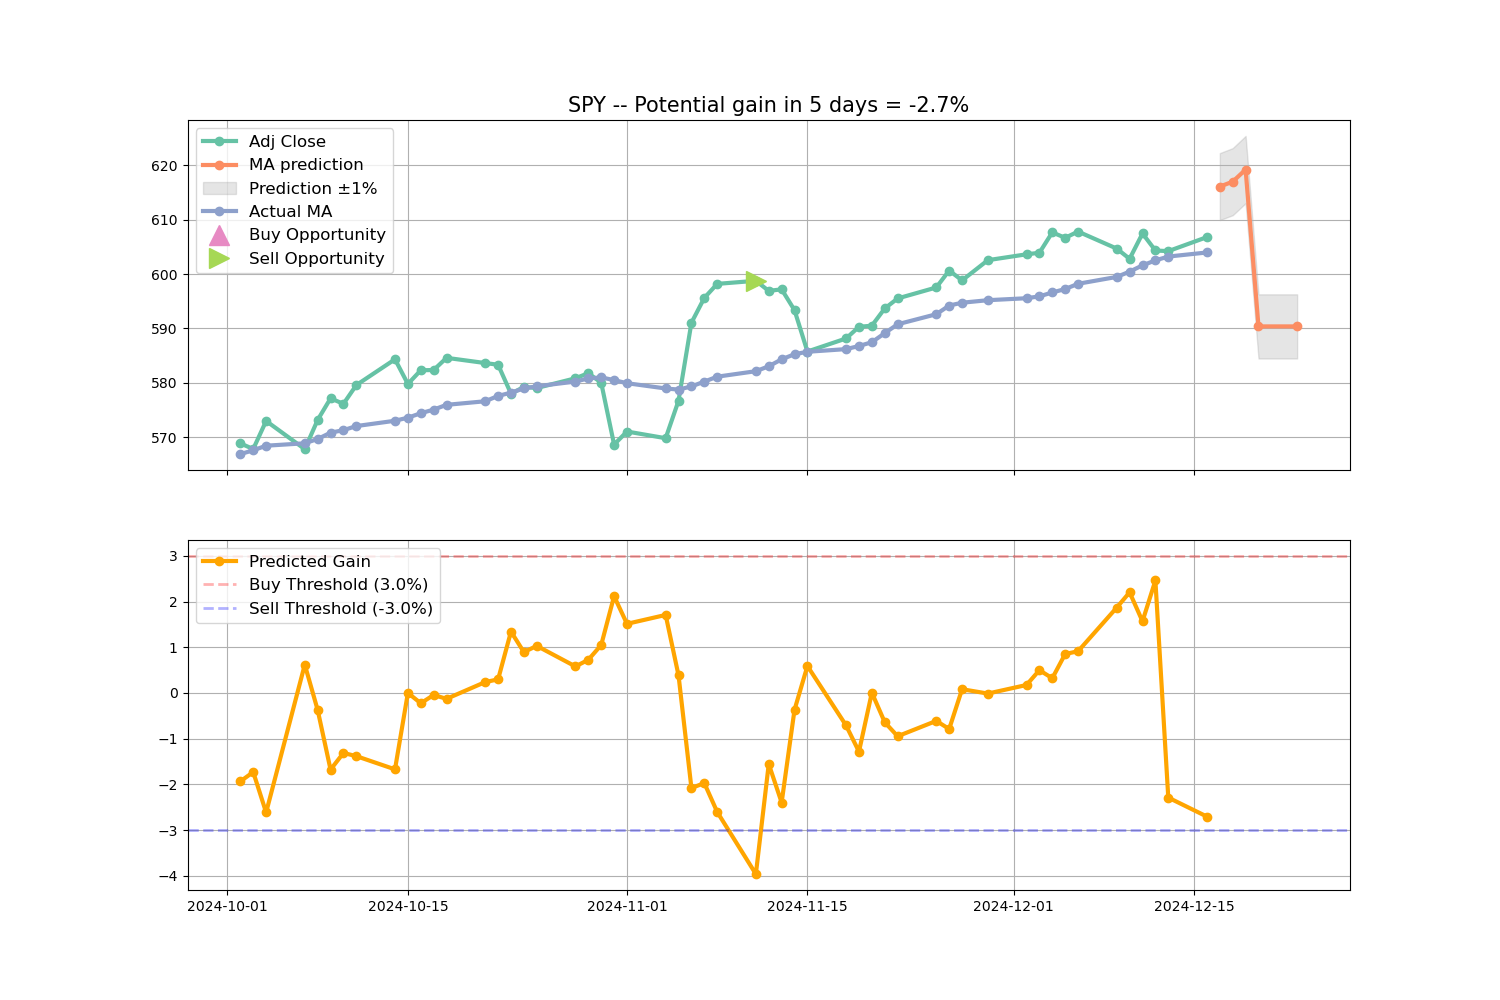 SPY -- Potential gain in 5 days = -2.7%
Adj Close
MA prediction
Prediction ±1%
Actual MA
Buy Opportunity
Sell Opportunity
620
610
600
590
580
570
Predicted Gain
Buy Threshold (3.0%)
Sell Threshold (-3.0%)
3
2
1
0
−1
−2
−3
−4
2024-10-01 2024-10-15 2024-11-01 2024-11-15 2024-12-01 2024-12-15